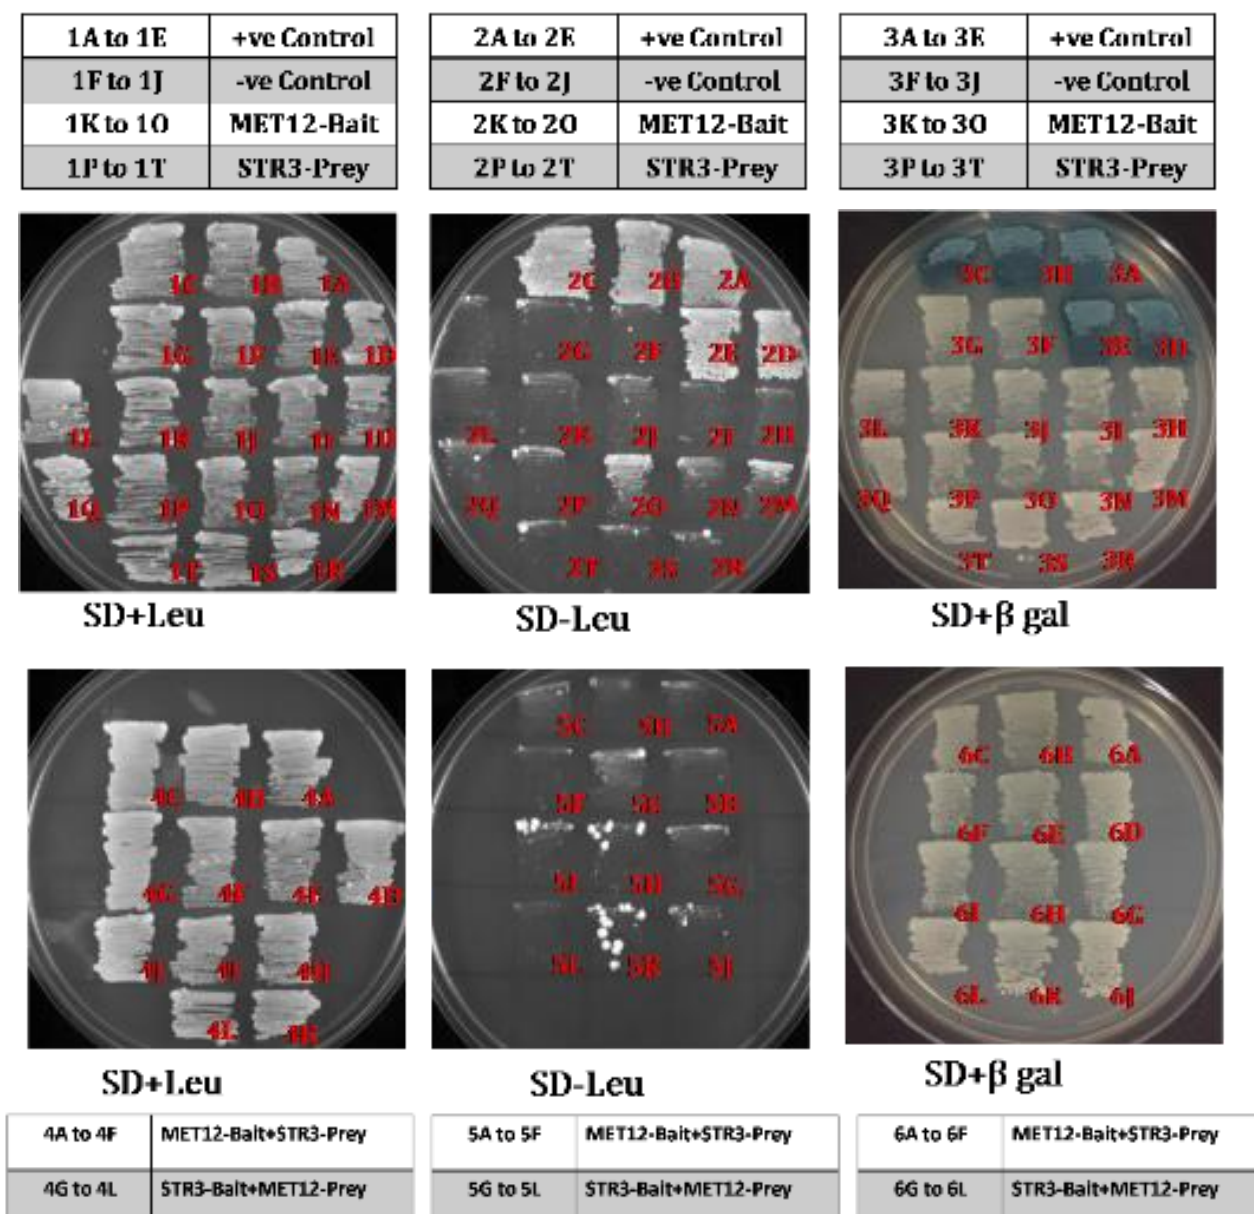 1A to 1E +ve Control 2A to 2E +ve Control 3A to 3E +ve Control
1F to 1J -ve Control 2F to 2J -ve Control 3F to 3J -ve Control
1K to 1O MET12-Bait 2K to 2O MET12-Bait 3K to 3O MET12-Bait
1P to 1T STR3-Prey 2P to 2T STR3-Prey 3P to 3T STR3-Prey
1C 1B 1A
1G 1F 1E 1D
1L 1K 1J 1I 1H
1Q 1P 1O 1N 1M
1T 1S 1R
2C 2B 2A
2G 2F 2E 2D
2L 2K 2J 2I 2H
2Q 2P 2O 2N 2M
2T 2S 2R
3C 3B 3A
3G 3F 3E 3D
3L 3K 3J 3I 3H
3Q 3P 3O 3N 3M
3T 3S 3R
SD+Leu SD-Leu SD+β gal
4C 4B 4A
4G 4F 4E 4D
4J 4I 4H
4L 4K
5C 5B 5A
5F 5E 5D
5I 5H 5G
5L 5J
6C 6B 6A
6F 6E 6D
6I 6H 6G
6L 6K 6J
SD+Leu SD-Leu SD+β gal
4A to 4F MET12-Bait+STR3-Prey 5A to 5F MET12-Bait+STR3-Prey 6A to 6F MET12-Bait+STR3-Prey
4G to 4L STR3-Bait+MET12-Prey 5G to 5L STR3-Bait+MET12-Prey 6G to 6L STR3-Bait+MET12-Prey